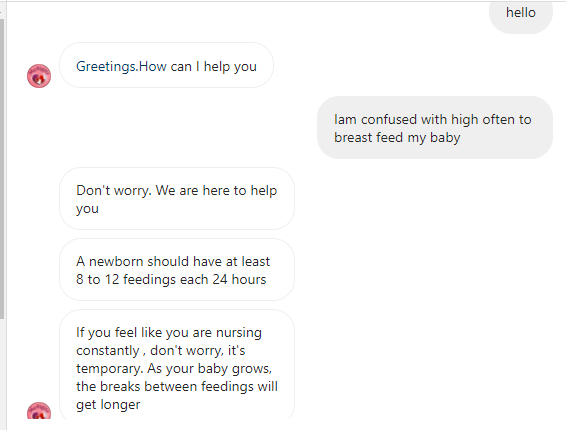 hello
Greetings.How can I help you
Iam confused with high often to
breast feed my baby
Don't worry. We are here to help
you
A newborn should have at least
8 to 12 feedings each 24 hours
If you feel like you are nursing
constantly , don't worry, it's
temporary. As your baby grows,
the breaks between feedings will
get longer